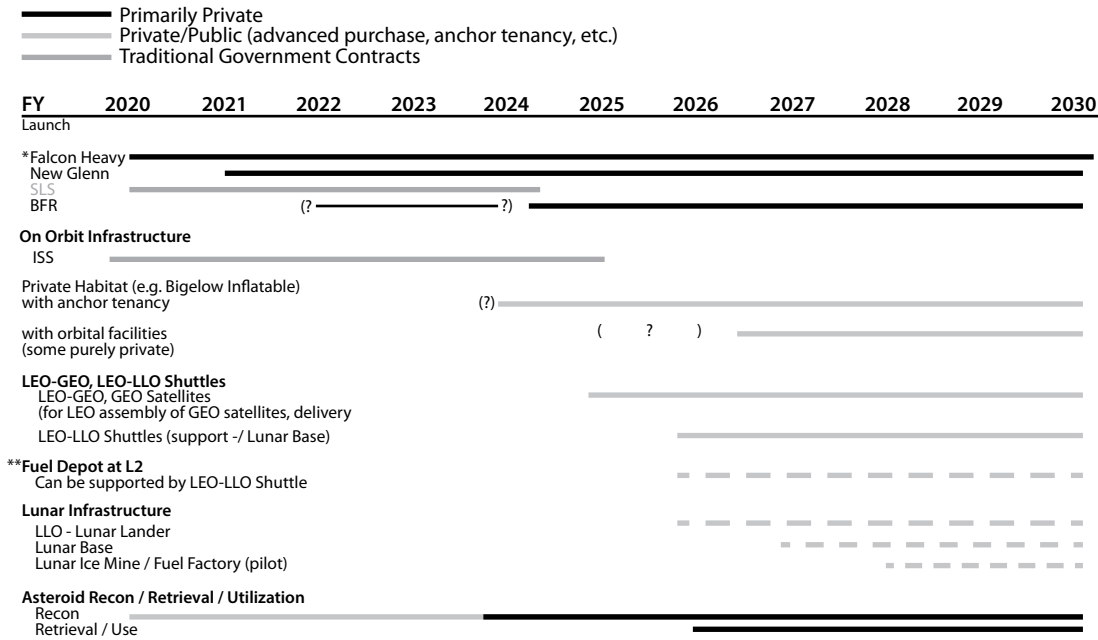 Primarily Private
Private/Public (advanced purchase, anchor tenancy, etc.)
Traditional Government Contracts
FY 2020 2021 2022 2023 2024 2025 2026 2027 2028 2029 2030
Launch
*Falcon Heavy
New Glenn
SLS
BFR (? ?)
On Orbit Infrastructure
ISS
Private Habitat (e.g. Bigelow Inflatable)
with anchor tenancy (?)
with orbital facilities ( ? )
(some purely private)
LEO-GEO, LEO-LLO Shuttles
LEO-GEO, GEO Satellites
(for LEO assembly of GEO satellites, delivery
LEO-LLO Shuttles (support -/ Lunar Base)
**Fuel Depot at L2
Can be supported by LEO-LLO Shuttle
Lunar Infrastructure
LLO - Lunar Lander
Lunar Base
Lunar Ice Mine / Fuel Factory (pilot)
Asteroid Recon / Retrieval / Utilization
Recon
Retrieval / Use